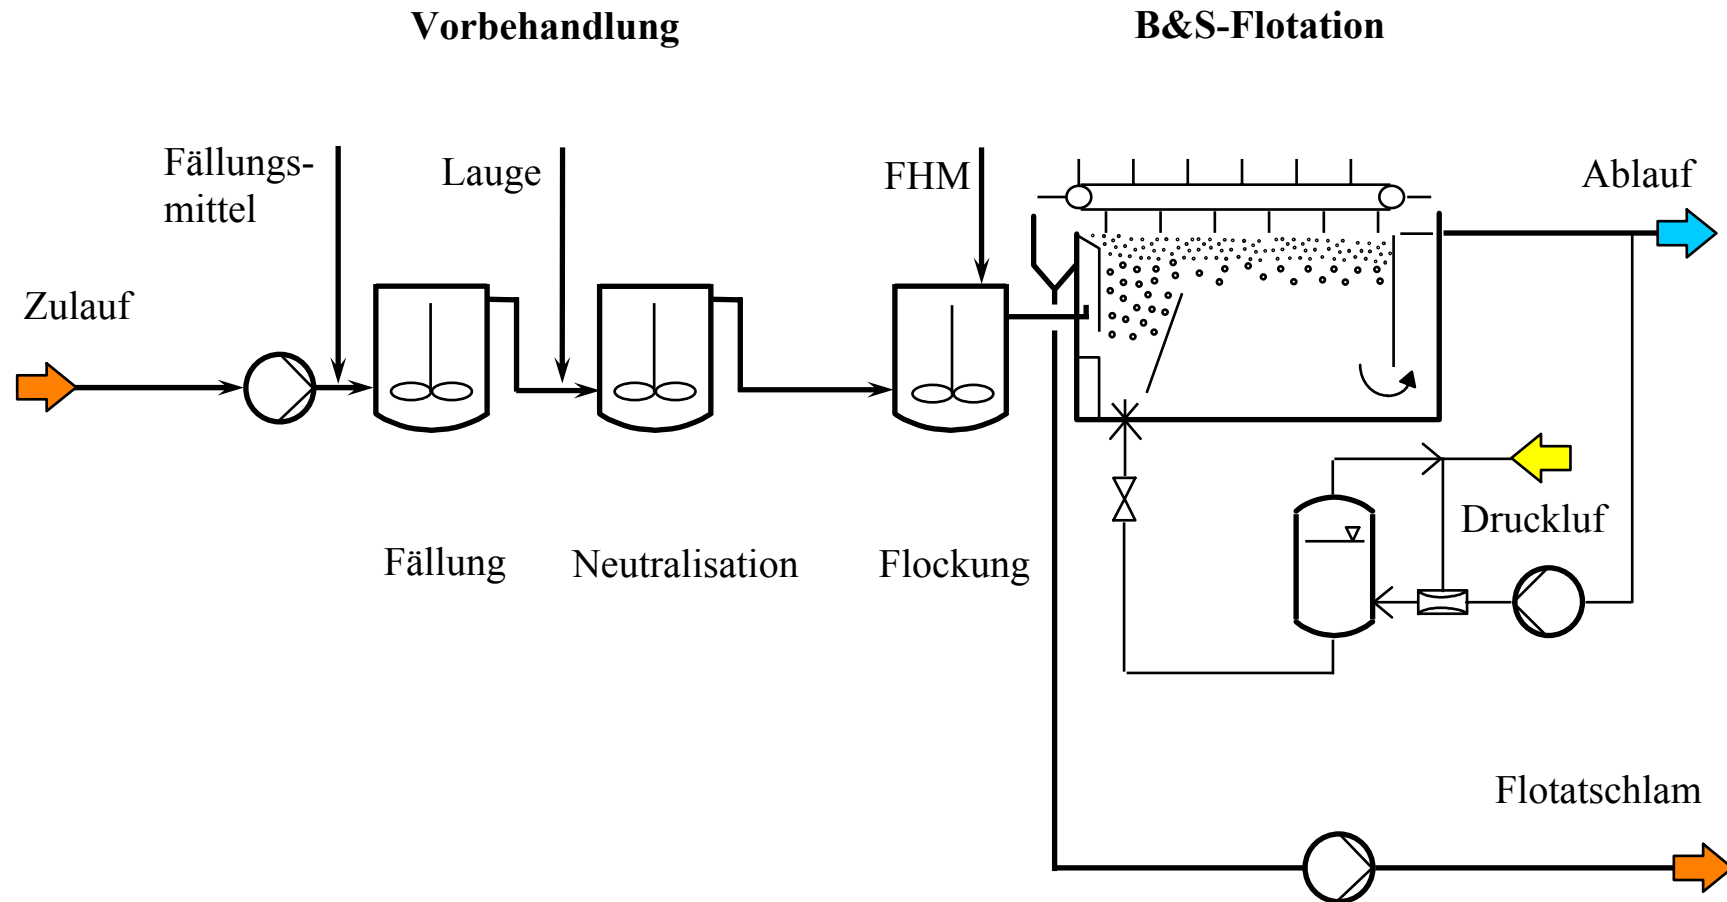 Vorbehandlung
B&S-Flotation
Fällungs-
mittel
Lauge
FHM
Ablauf
Zulauf
Druckluf
Fällung
Neutralisation
Flockung
Flotatschlam